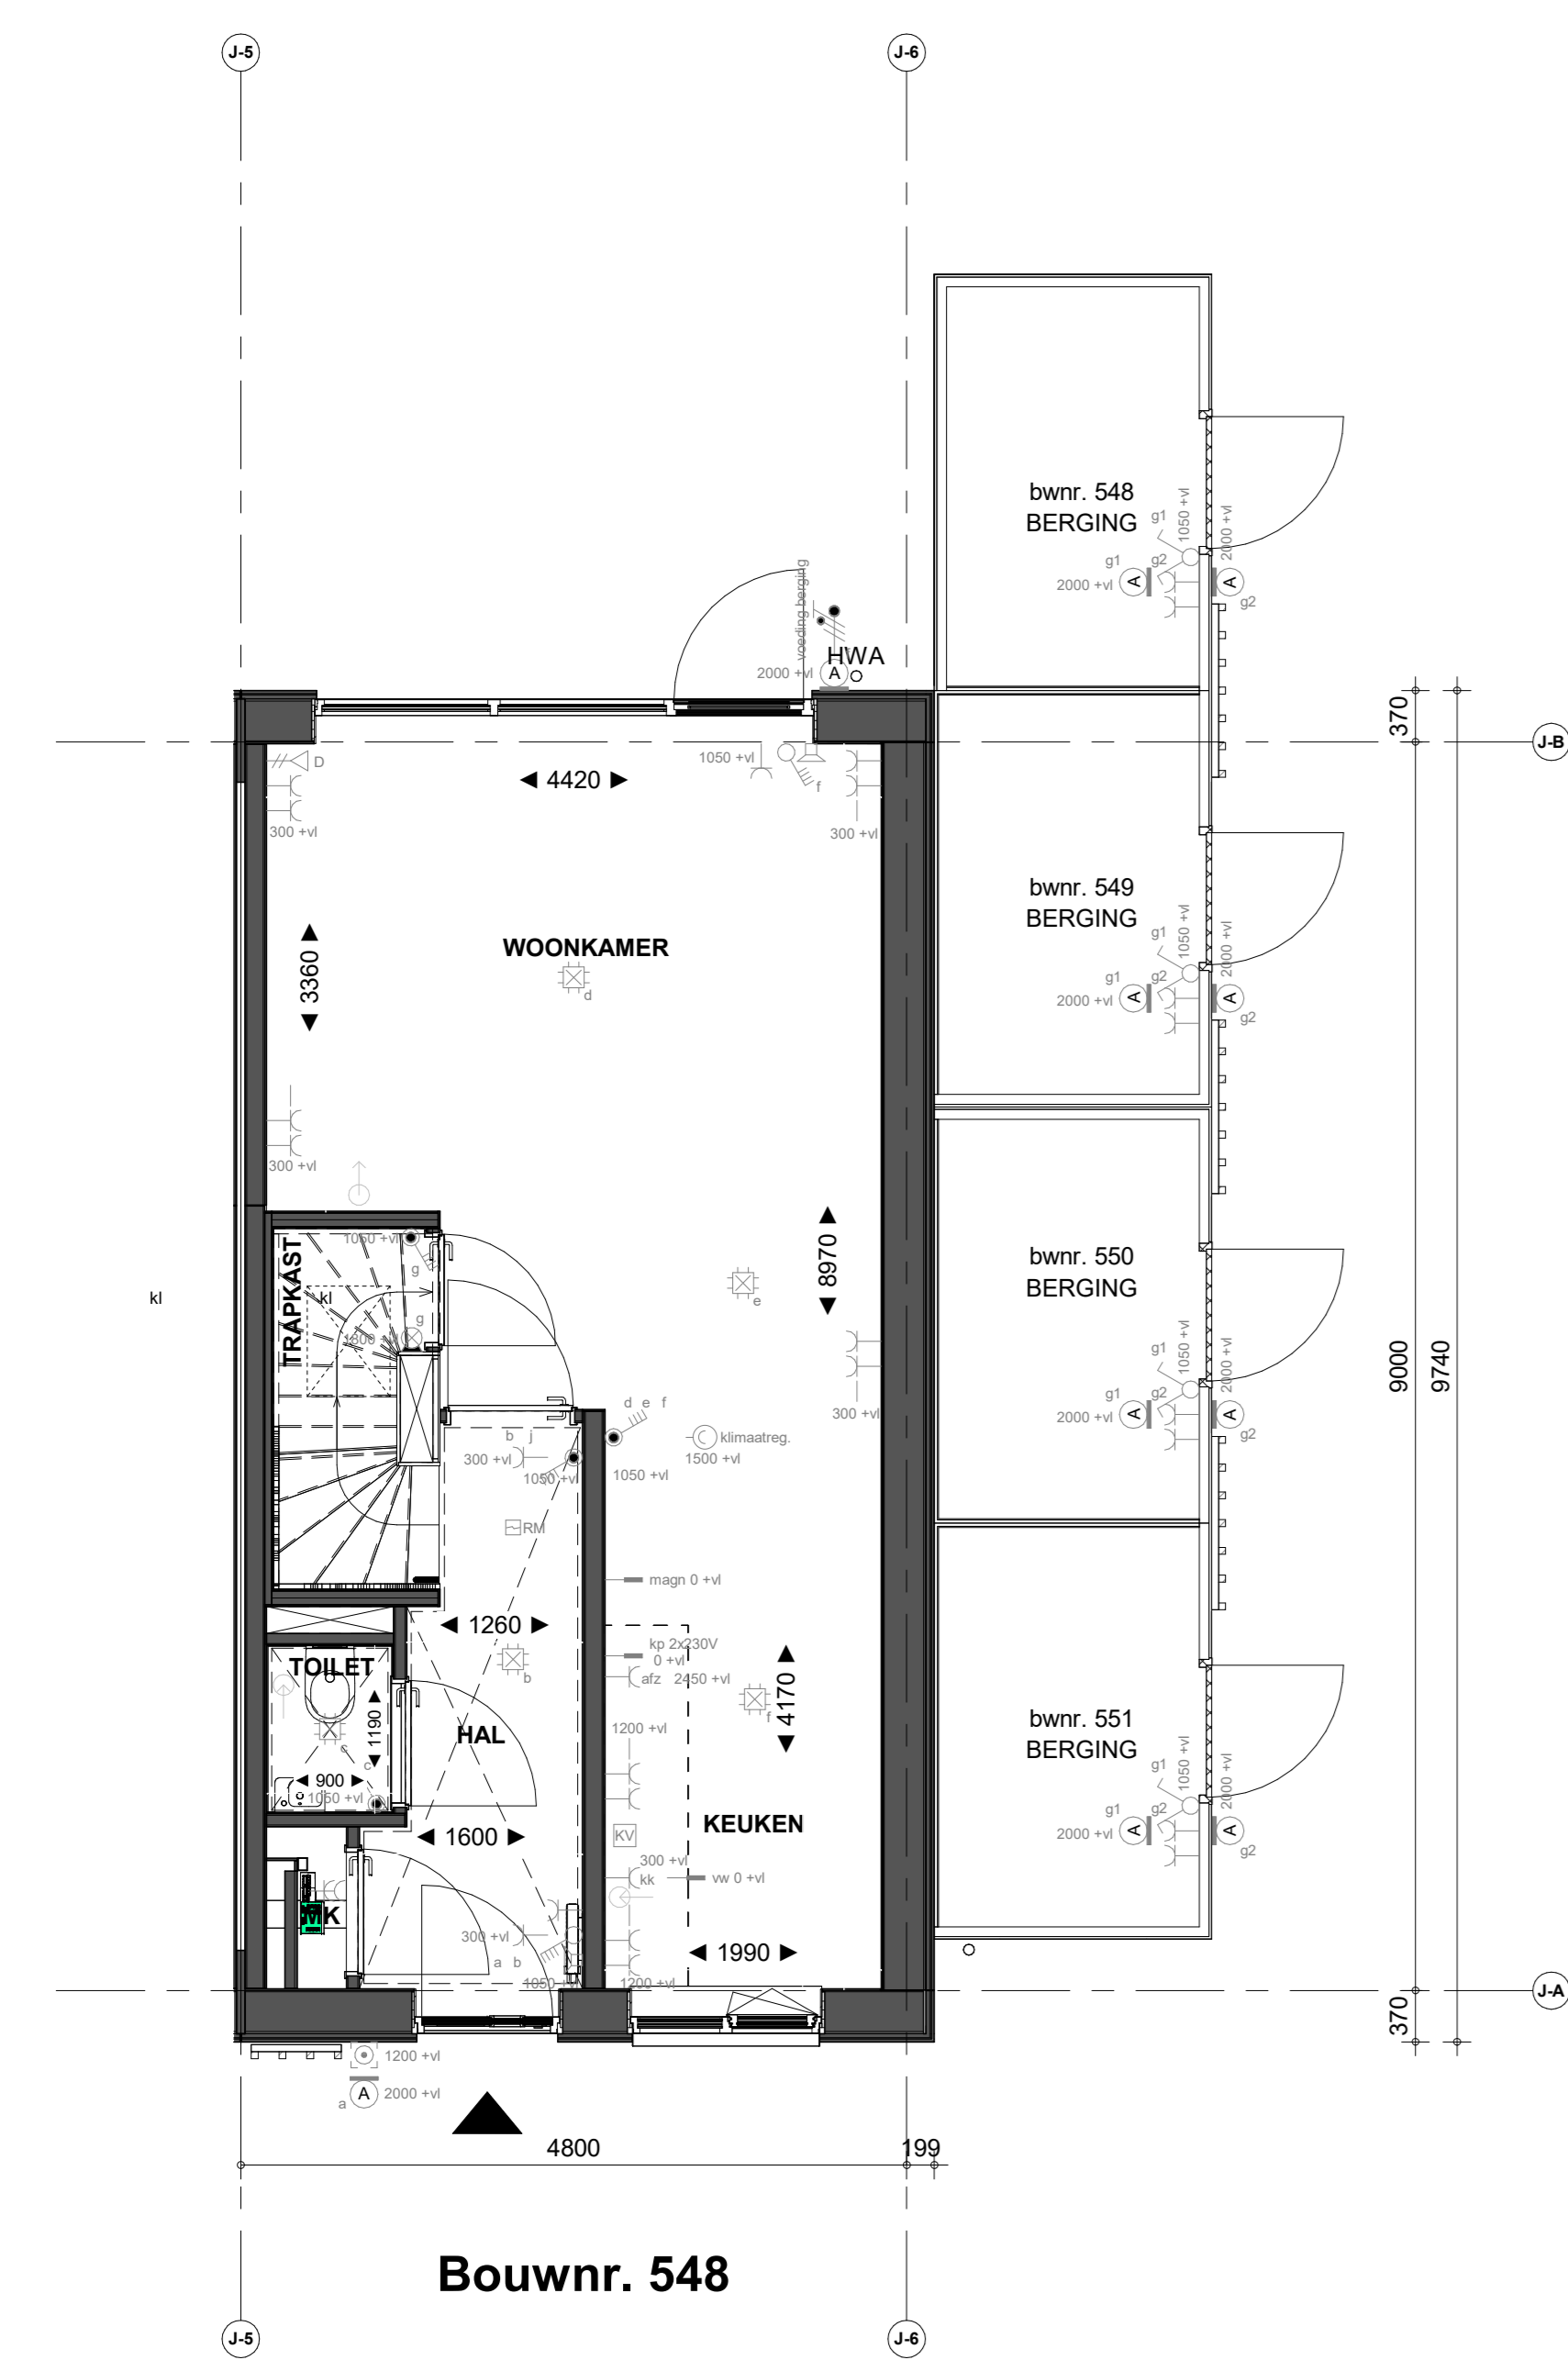 J-5
J-6
bwnr. 548
BERGING
g1
1050 +vl
2000 +vl
g1
g2
2000 +vl
A
A
g2
voeding berging
HWA
2000 +vl
A
370
J-B
D
300 +vl
4420
1050 +vl
f
300 +vl
bwnr. 549
BERGING
g1
1050 +vl
2000 +vl
g1
g2
2000 +vl
A
A
g2
WOONKAMER
d
3360
300 +vl
8970
TRAPKAST
1050 +vl
g
kl
kl
g
1800 +vl
e
bwnr. 550
BERGING
g1
1050 +vl
2000 +vl
g1
g2
2000 +vl
A
A
g2
9000
9740
300 +vl
d e f
b j
300 +vl
1050 +vl
1050 +vl
klimaatreg.
1500 +vl
RM
magn 0 +vl
1260
b
kp 2x230V
0 +vl
afz 2450 +vl
TOILET
1190
c
c
900
1050 +vl
HAL
4170
f
1200 +vl
bwnr. 551
BERGING
g1
1050 +vl
2000 +vl
g1
g2
2000 +vl
A
A
g2
1600
KV
KEUKEN
300 +vl
kk
vw 0 +vl
MK
300 +vl
a b
1050 +vl
1200 +vl
1990
J-A
370
1200 +vl
a
A
2000 +vl
4800
199
Bouwnr. 548
J-5
J-6